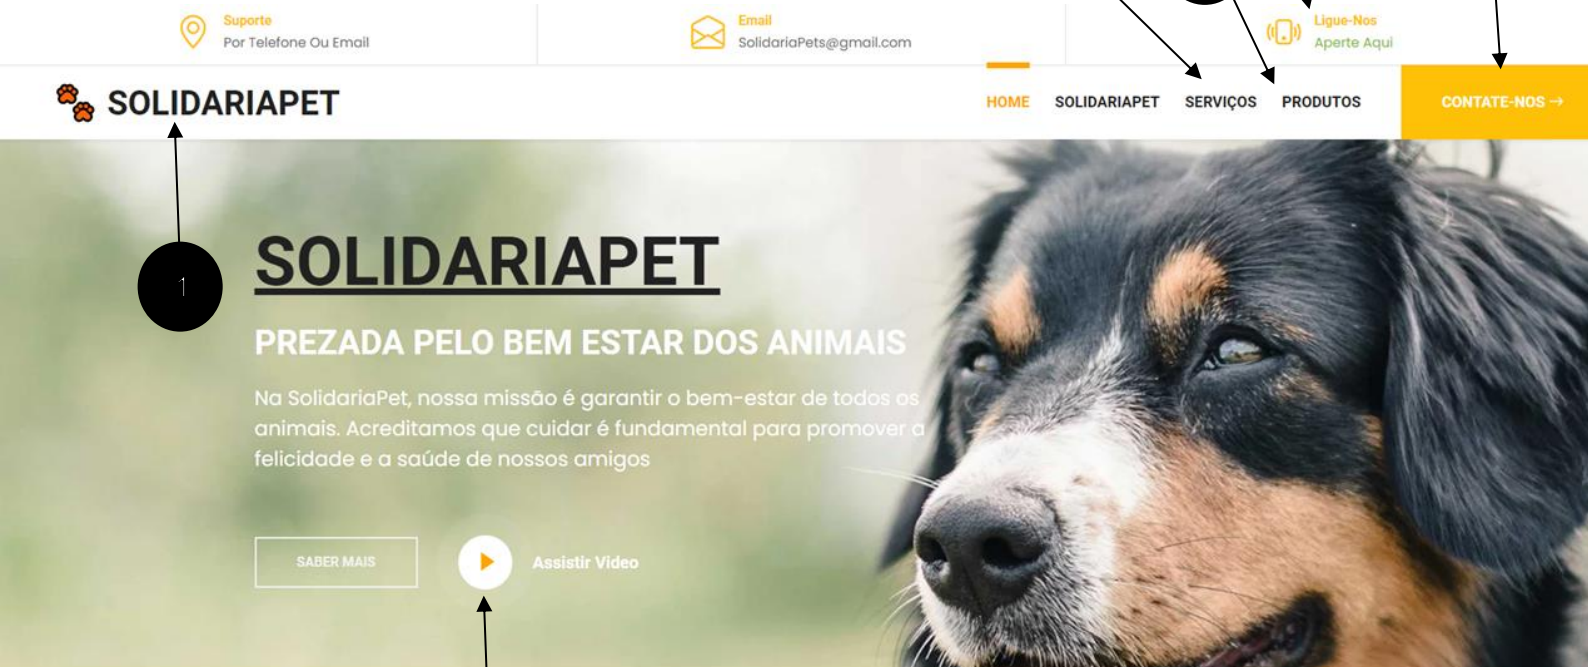 Suporte
Por Telefone Ou Email
Email
SolidariaPets@gmail.com
Ligue-Nos
Aperte Aqui
SOLIDARIAPET
HOME SOLIDARIAPET SERVIÇOS PRODUTOS CONTATE-NOS →
1
SOLIDARIAPET
PREZADA PELO BEM ESTAR DOS ANIMAIS
Na SolidariaPet, nossa missão é garantir o bem-estar de todos os
animais. Acreditamos que cuidar é fundamental para promover a
felicidade e a saúde de nossos amigos
SABER MAIS
Assistir Video